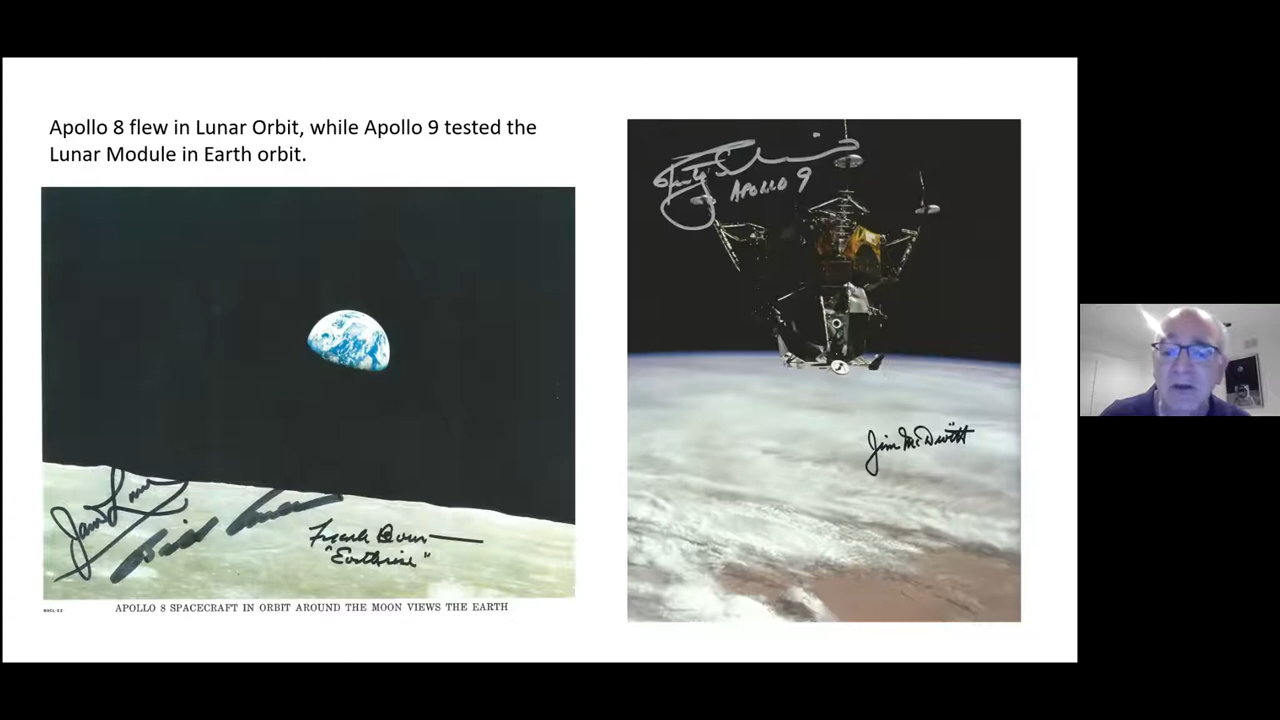 Apollo 8 flew in Lunar Orbit, while Apollo 9 tested the
Lunar Module in Earth orbit.
Frank Borman
"Earthrise"
APOLLO 8 SPACECRAFT IN ORBIT AROUND THE MOON VIEWS THE EARTH
APOLLO 9
Jim McDivitt